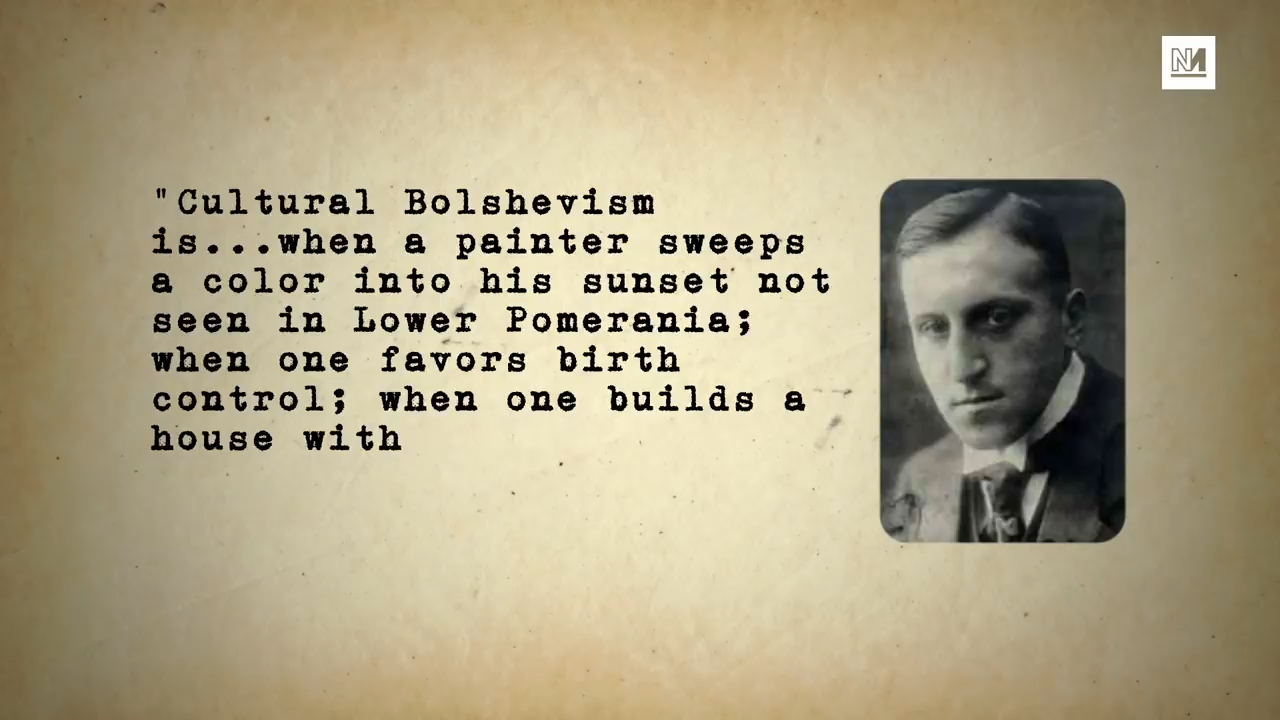 "Cultural Bolshevism
is...when a painter sweeps
a color into his sunset not
seen in Lower Pomerania;
when one favors birth
control; when one builds a
house with